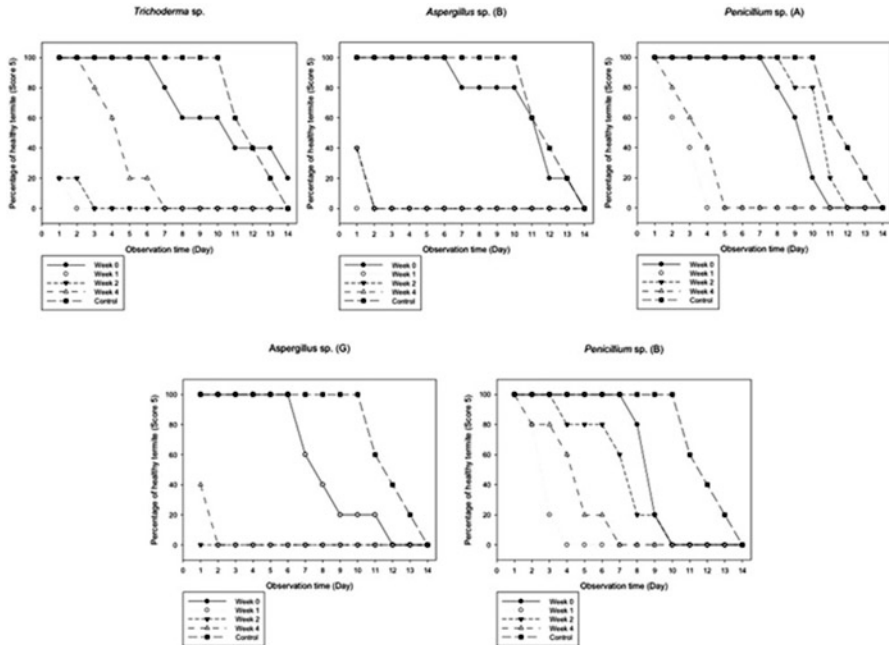 Trichoderma sp.
Percentage of healthy termite (Score 5)
100
80
60
40
20
0
0 1 2 3 4 5 6 7 8 9 10 11 12 13 14
Observation time (Day)
Week 0
Week 1
Week 2
Week 4
Control
Aspergillus sp. (B)
Percentage of healthy termite (Score 5)
100
80
60
40
20
0
0 1 2 3 4 5 6 7 8 9 10 11 12 13 14
Observation time (Day)
Week 0
Week 1
Week 2
Week 4
Control
Penicillium sp. (A)
Percentage of healthy termite (Score 5)
100
80
60
40
20
0
0 1 2 3 4 5 6 7 8 9 10 11 12 13 14
Observation time (Day)
Week 0
Week 1
Week 2
Week 4
Control
Aspergillus sp. (G)
Percentage of healthy termite (Score 5)
100
80
60
40
20
0
0 1 2 3 4 5 6 7 8 9 10 11 12 13 14
Observation time (Day)
Week 0
Week 1
Week 2
Week 4
Control
Penicillium sp. (B)
Percentage of healthy termite (Score 5)
100
80
60
40
20
0
0 1 2 3 4 5 6 7 8 9 10 11 12 13 14
Observation time (Day)
Week 0
Week 1
Week 2
Week 4
Control